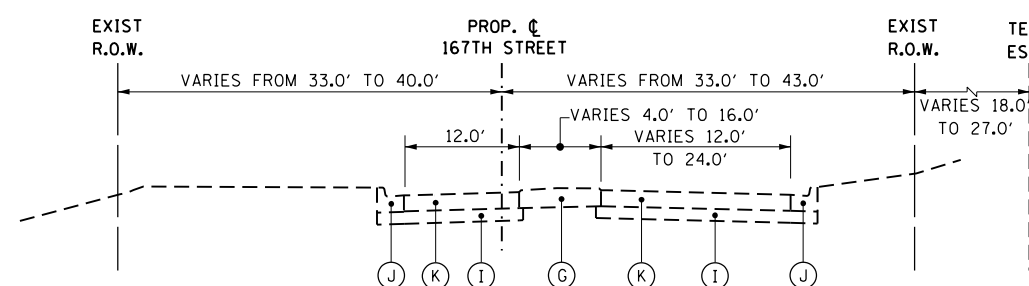 EXIST
R.O.W.
PROP. ℄
167TH STREET
EXIST
R.O.W.
TE
ES
VARIES FROM 33.0' TO 40.0'
VARIES FROM 33.0' TO 43.0'
VARIES 18.0'
TO 27.0'
VARIES 4.0' TO 16.0'
12.0'
VARIES 12.0'
TO 24.0'
J
K
I
G
K
I
J